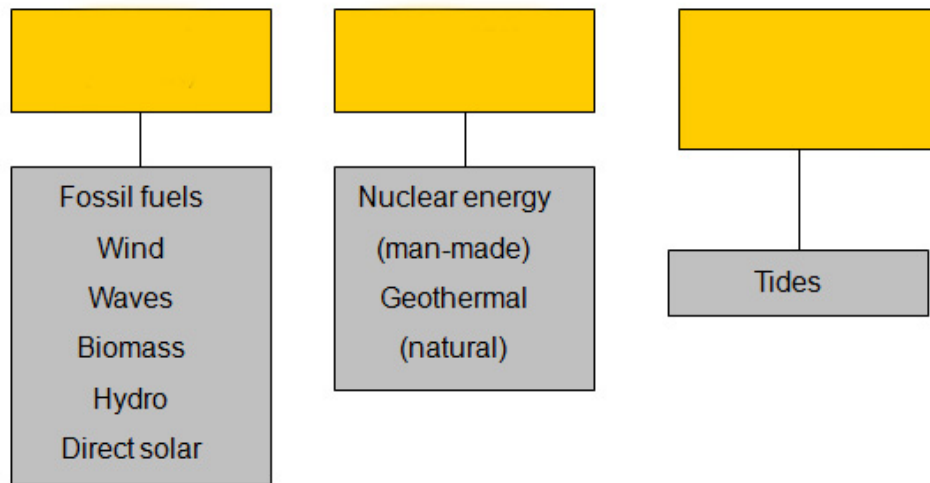 Fossil fuels
Wind
Waves
Biomass
Hydro
Direct solar
Nuclear energy
(man-made)
Geothermal
(natural)
Tides